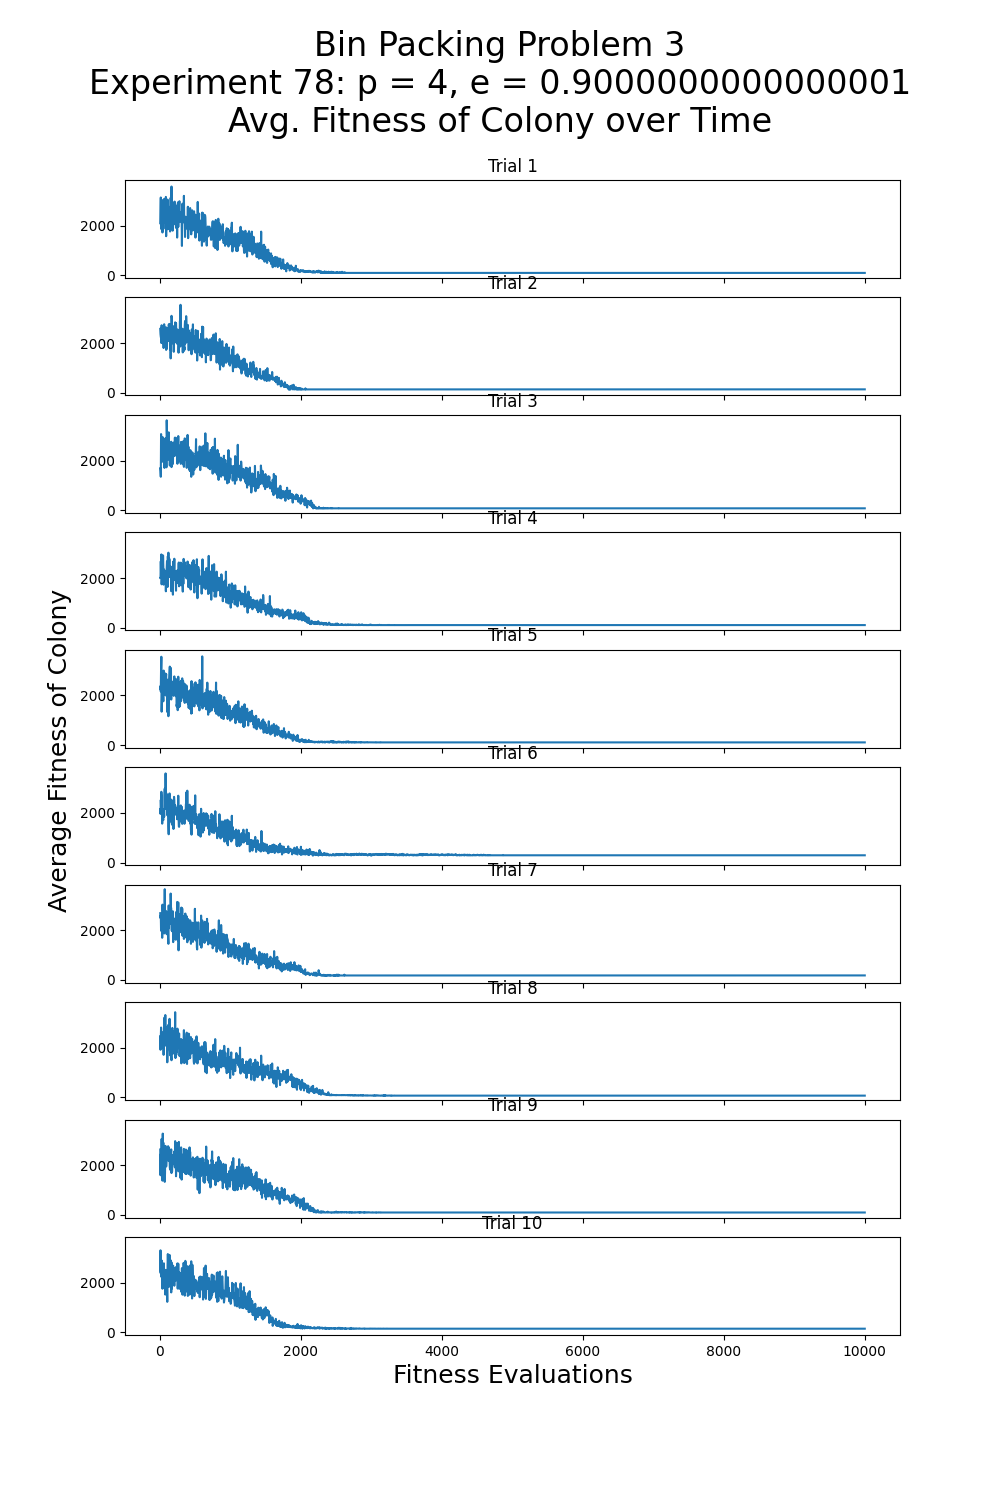 Bin Packing Problem 3
Experiment 78: p = 4, e = 0.9000000000000001
Avg. Fitness of Colony over Time
Trial 1
2000
0
Trial 2
2000
0
Trial 3
2000
0
Trial 4
2000
0
Trial 5
2000
0
Trial 6
2000
0
Trial 7
2000
0
Trial 8
2000
0
Trial 9
2000
0
Trial 10
2000
0
0 2000 4000 6000 8000 10000
Fitness Evaluations
Average Fitness of Colony